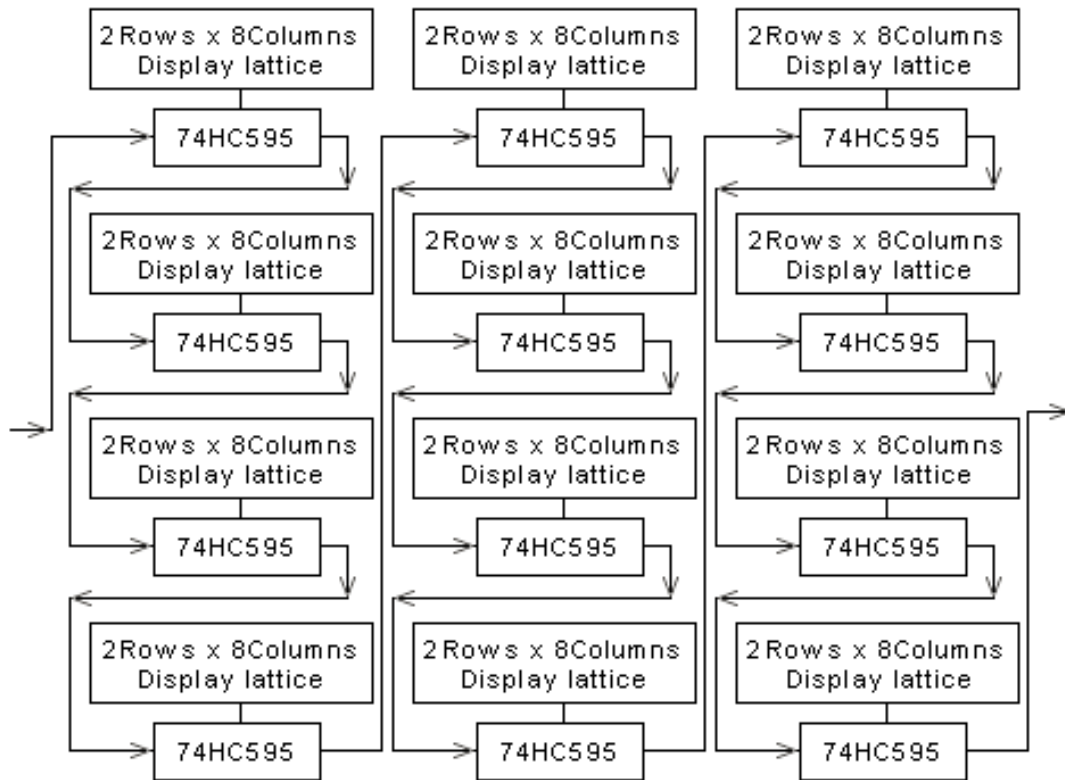 2Rows x 8Columns
Display lattice
74HC595
2Rows x 8Columns
Display lattice
74HC595
2Rows x 8Columns
Display lattice
74HC595
2Rows x 8Columns
Display lattice
74HC595
2Rows x 8Columns
Display lattice
74HC595
2Rows x 8Columns
Display lattice
74HC595
2Rows x 8Columns
Display lattice
74HC595
2Rows x 8Columns
Display lattice
74HC595
2Rows x 8Columns
Display lattice
74HC595
2Rows x 8Columns
Display lattice
74HC595
2Rows x 8Columns
Display lattice
74HC595
2Rows x 8Columns
Display lattice
74HC595